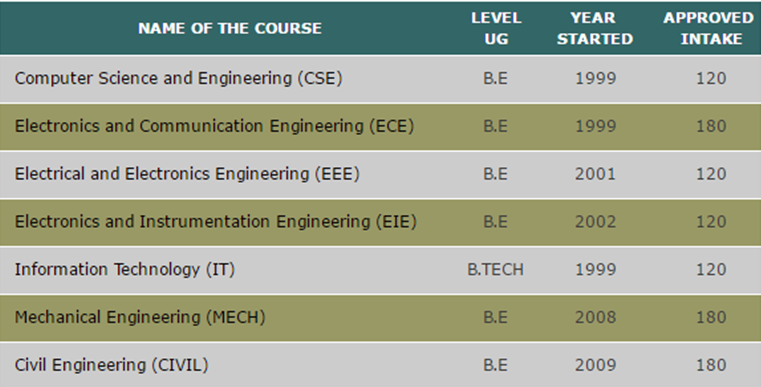 NAME OF THE COURSE LEVEL UG YEAR STARTED APPROVED INTAKE
Computer Science and Engineering (CSE) B.E 1999 120
Electronics and Communication Engineering (ECE) B.E 1999 180
Electrical and Electronics Engineering (EEE) B.E 2001 120
Electronics and Instrumentation Engineering (EIE) B.E 2002 120
Information Technology (IT) B.TECH 1999 120
Mechanical Engineering (MECH) B.E 2008 180
Civil Engineering (CIVIL) B.E 2009 180